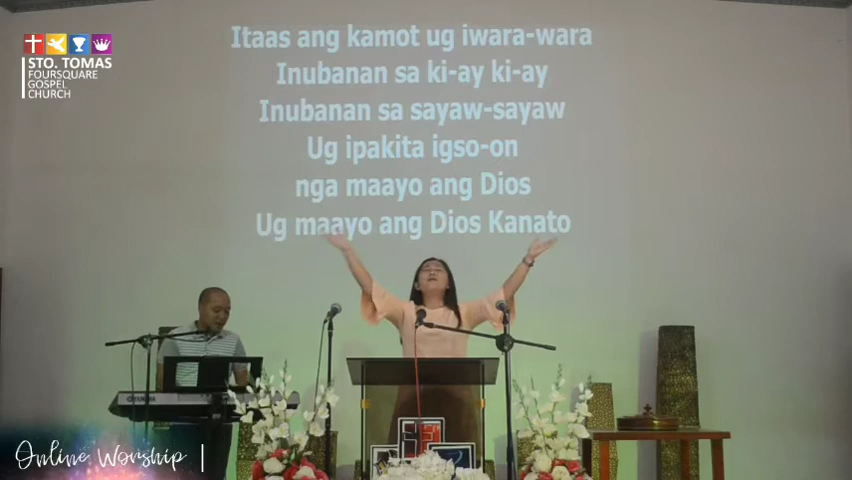 STO. TOMAS
FOURSQUARE
GOSPEL
CHURCH
Itaas ang kamot ug iwara-wara
Inubanan sa ki-ay ki-ay
Inubanan sa sayaw-sayaw
Ug ipakita igso-on
nga maayo ang Dios
Ug maayo ang Dios Kanato
Online Worship